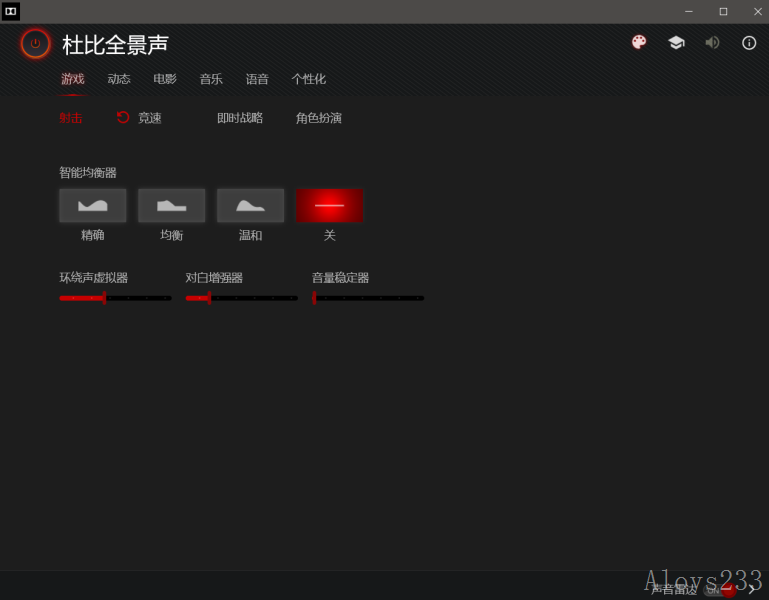 杜比全景声
游戏 动态 电影 音乐 语音 个性化
射击 竞速 即时战略 角色扮演
智能均衡器
精确 均衡 温和 关
环绕声虚拟器 对白增强器 音量稳定器
Aloys233
声音雷达 ON